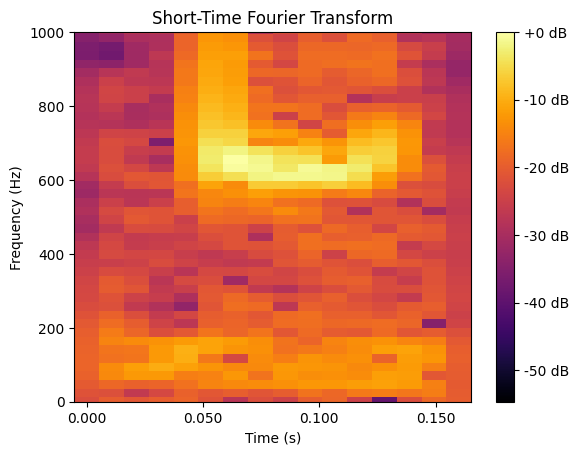 Short-Time Fourier Transform
1000
800
600
400
200
0
Frequency (Hz)
0.000
0.050
0.100
0.150
Time (s)
+0 dB
-10 dB
-20 dB
-30 dB
-40 dB
-50 dB